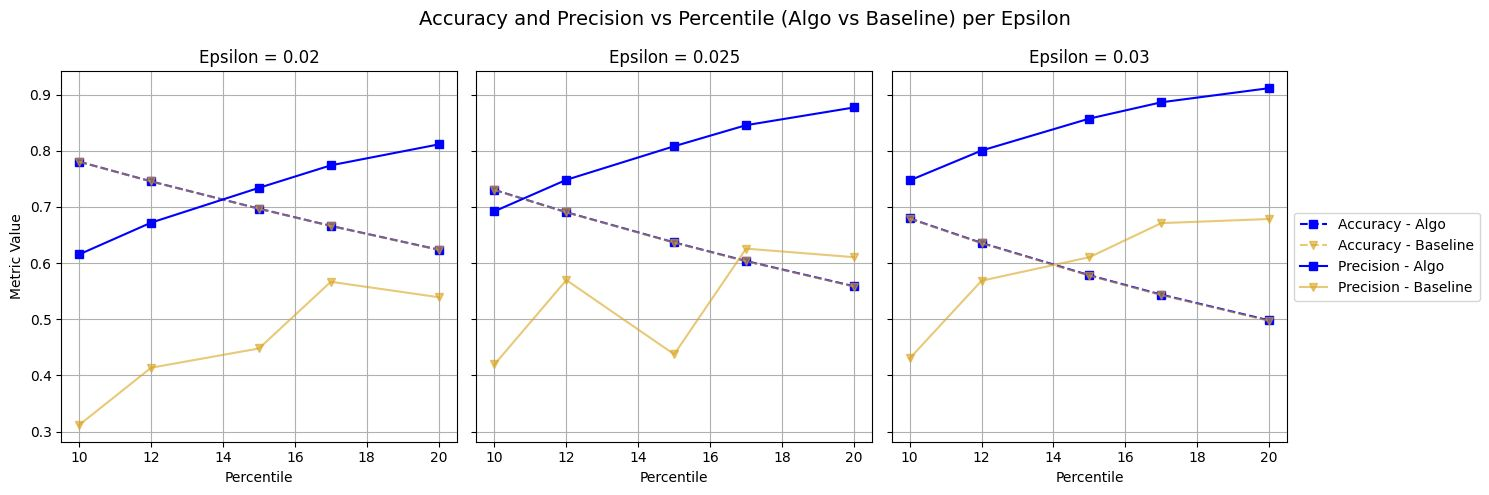 Accuracy and Precision vs Percentile (Algo vs Baseline) per Epsilon
Epsilon = 0.02
Epsilon = 0.025
Epsilon = 0.03
Metric Value
0.9
0.8
0.7
0.6
0.5
0.4
0.3
10 12 14 16 18 20
10 12 14 16 18 20
10 12 14 16 18 20
Percentile
Percentile
Percentile
Accuracy - Algo
Accuracy - Baseline
Precision - Algo
Precision - Baseline